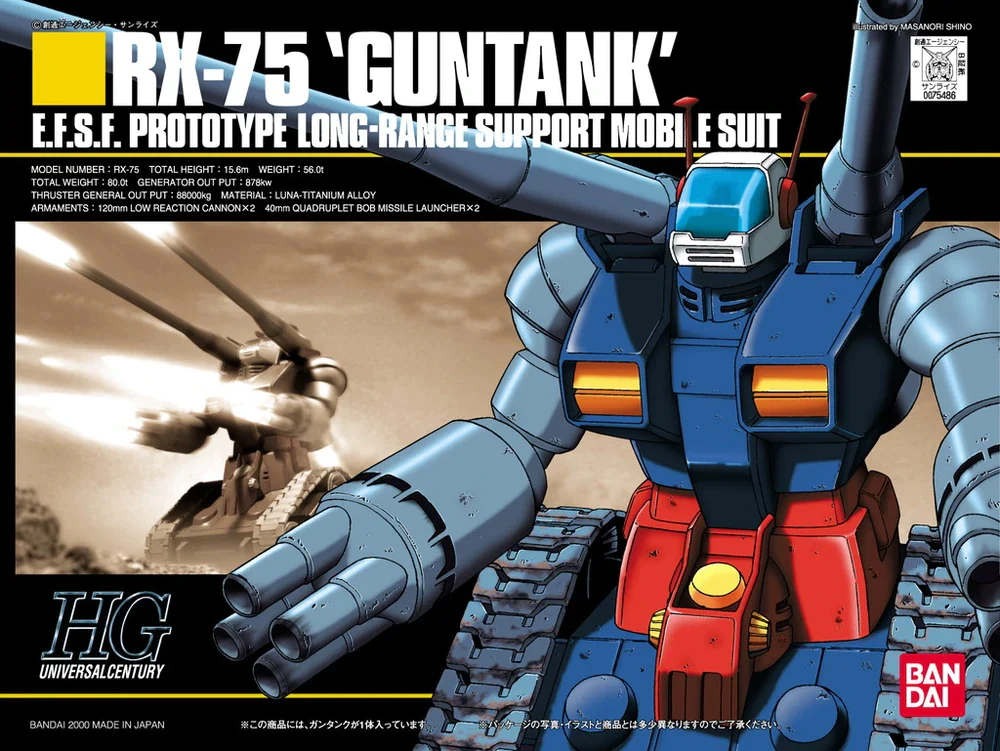 ©創通エージェンシー・サンライズ
illustrated by MASANORI SHINO
RX-75 'GUNTANK'
E.F.S.F. PROTOTYPE LONG-RANGE SUPPORT MOBILE SUIT
創通エージェンシー
©
B証紙
サンライズ
0075486
MODEL NUMBER : RX-75 TOTAL HEIGHT : 15.6m WEIGHT : 56.0t
TOTAL WEIGHT : 80.0t GENERATOR OUT PUT : 878kw
THRUSTER GENERAL OUT PUT : 88000kg MATERIAL : LUNA-TITANIUM ALLOY
ARMAMENTS : 120mm LOW REACTION CANNON×2 40mm QUADRUPLET BOB MISSILE LAUNCHER×2
HG
UNIVERSAL CENTURY
BAN
DAI
BANDAI 2000 MADE IN JAPAN
※この商品には、ガンタンクが1体入っています。
※パッケージの写真・イラストと商品とは多少異なりますのでご了承ください。